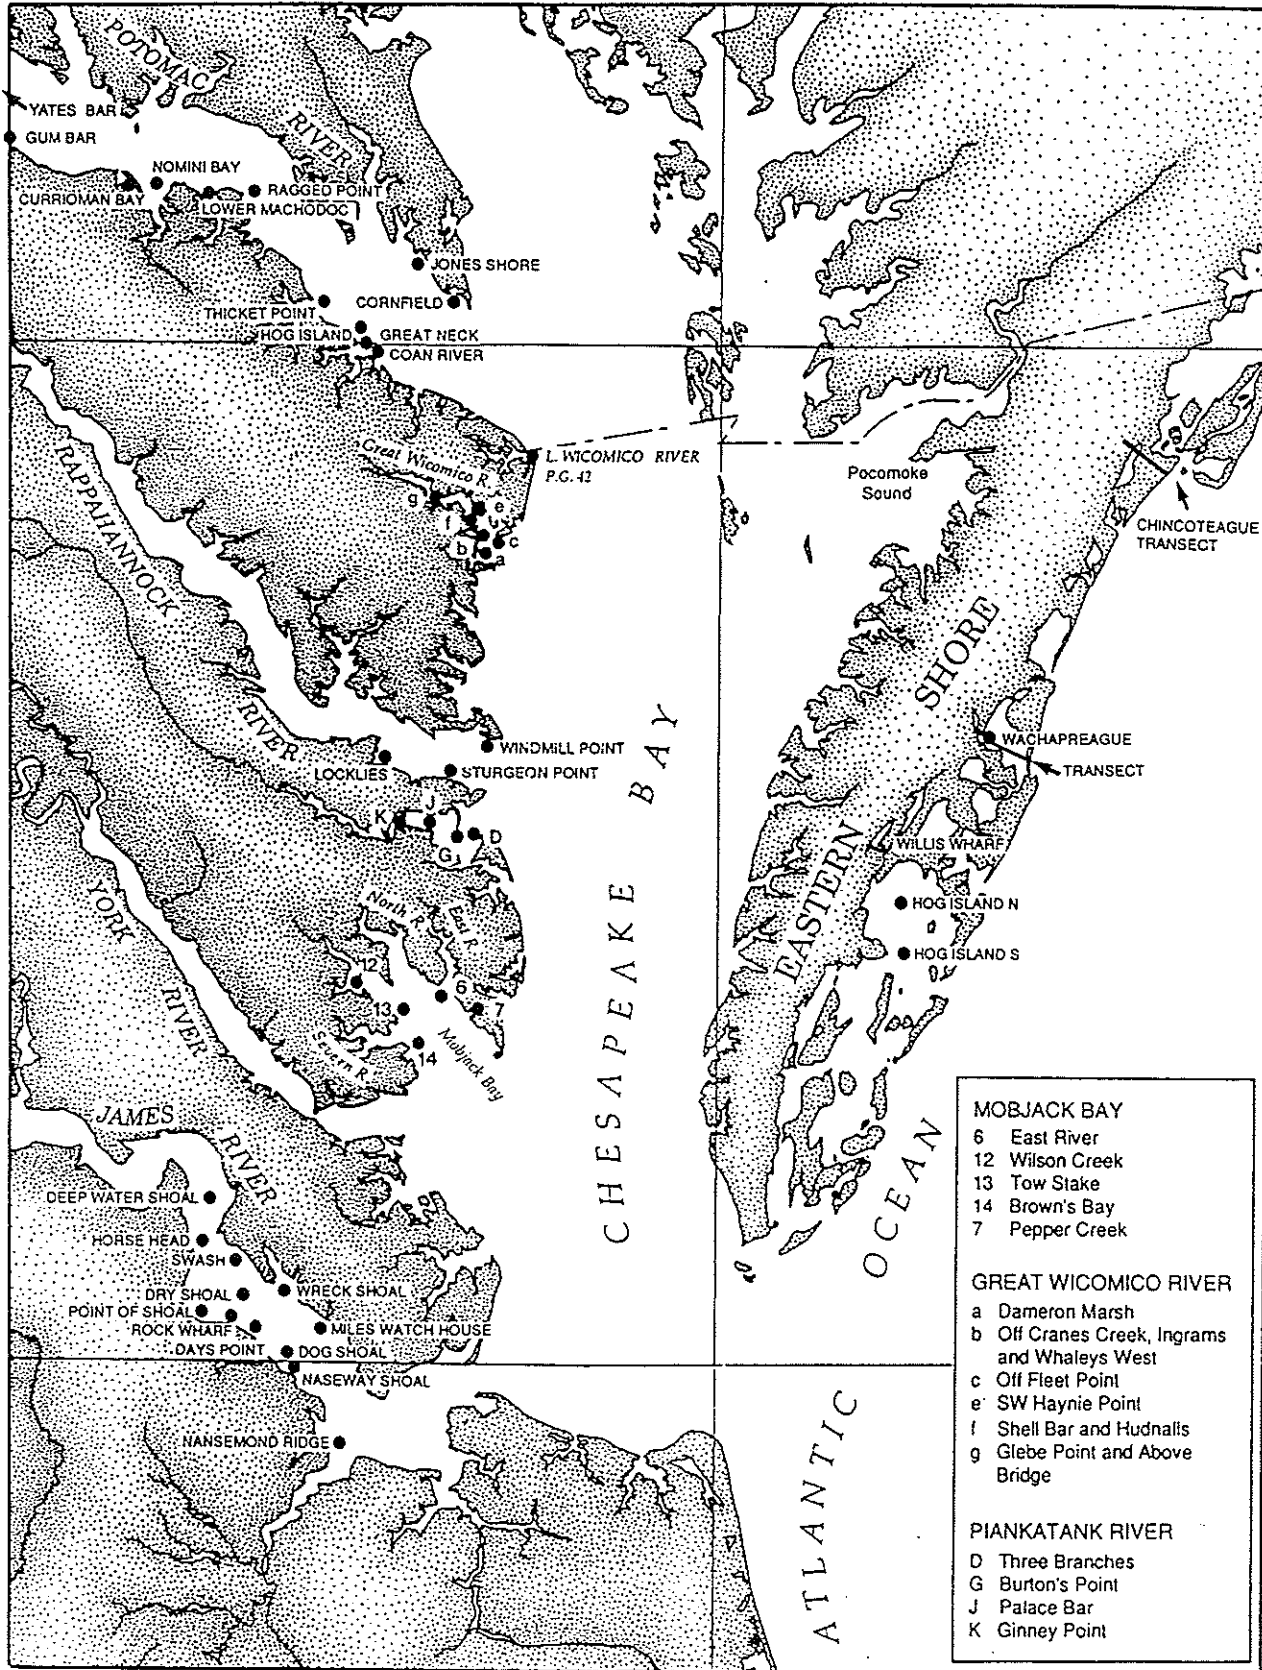 POTOMAC
RIVER
YATES BAR
GUM BAR
NOMINI BAY
CURRIOMAN BAY
RAGGED POINT
LOWER MACHODOC
JONES SHORE
CORNFIELD
THICKET POINT
HOG ISLAND
GREAT NECK
COAN RIVER
L. WICOMICO RIVER
P.G. 42
Great Wicomico R.
g
e
f
b
c
a
Pocomoke
Sound
CHINCOTEAGUE
TRANSECT
RAPPAHANNOCK
RIVER
WINDMILL POINT
LOCKLIES
STURGEON POINT
K
J
G
D
EASTERN
SHORE
WACHAPREAGUE
TRANSECT
WILLIS WHARF
HOG ISLAND N
HOG ISLAND S
CHESAPEAKE
BAY
YORK
RIVER
North R.
East R.
12
6
13
7
14
Severn R.
Mobjack Bay
JAMES
RIVER
DEEP WATER SHOAL
HORSE HEAD
SWASH
DRY SHOAL
WRECK SHOAL
POINT OF SHOAL
ROCK WHARF
MILES WATCH HOUSE
DAYS POINT
DOG SHOAL
NASEWAY SHOAL
NANSEMOND RIDGE
ATLANTIC
OCEAN
MOBJACK BAY
6 East River
12 Wilson Creek
13 Tow Stake
14 Brown's Bay
7 Pepper Creek
GREAT WICOMICO RIVER
a Dameron Marsh
b Off Cranes Creek, Ingrams
and Whaleys West
c Off Fleet Point
e SW Haynie Point
f Shell Bar and Hudnalls
g Glebe Point and Above
Bridge
PIANKATANK RIVER
D Three Branches
G Burton's Point
J Palace Bar
K Ginney Point